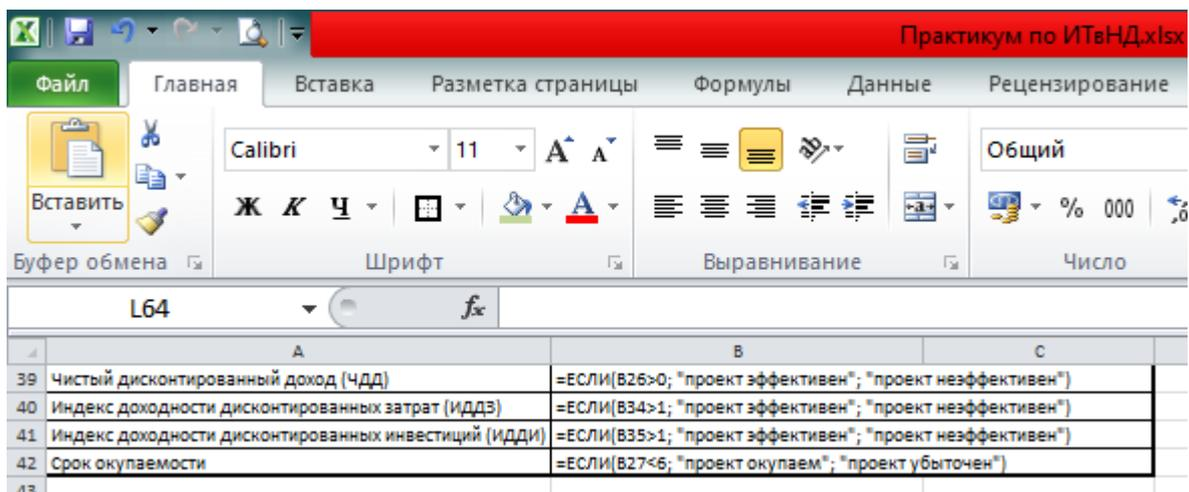 Практикум по ИТвНД.xlsx
Файл Главная Вставка Разметка страницы Формулы Данные Рецензирование
Calibri 11 А А Общий
Вставить Ж К Ч А % 000
Буфер обмена Шрифт Выравнивание Число
L64 fx
A B C
39 Чистый дисконтированный доход (ЧДД) =ЕСЛИ(B26>0; "проект эффективен"; "проект неэффективен")
40 Индекс доходности дисконтированных затрат (ИДДЗ) =ЕСЛИ(B34>1; "проект эффективен"; "проект неэффективен")
41 Индекс доходности дисконтированных инвестиций (ИДДИ) =ЕСЛИ(B35>1; "проект эффективен"; "проект неэффективен")
42 Срок окупаемости =ЕСЛИ(B27<6; "проект окупаем"; "проект убыточен")
43